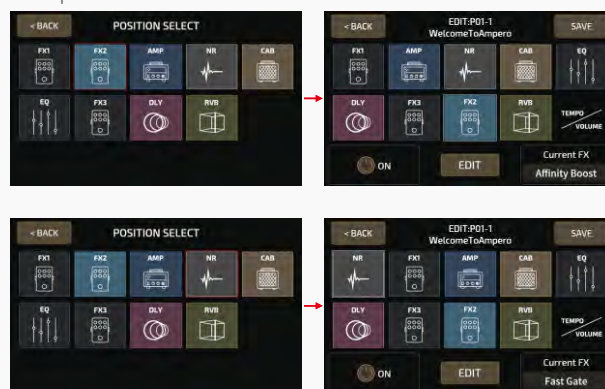 < BACK POSITION SELECT
FX1 FX2 AMP NR CAB
EQ FX3 DLY RVB
< BACK EDIT:P01-1 SAVE
WelcomeToAmpero
FX1 AMP NR CAB EQ
DLY FX3 FX2 RVB TEMPO
VOLUME
ON EDIT Current FX
Affinity Boost
< BACK POSITION SELECT
FX1 FX2 AMP NR CAB
EQ FX3 DLY RVB
< BACK EDIT:P01-1 SAVE
WelcomeToAmpero
NR FX1 AMP CAB EQ
DLY FX3 FX2 RVB TEMPO
VOLUME
ON EDIT Current FX
Fast Gate